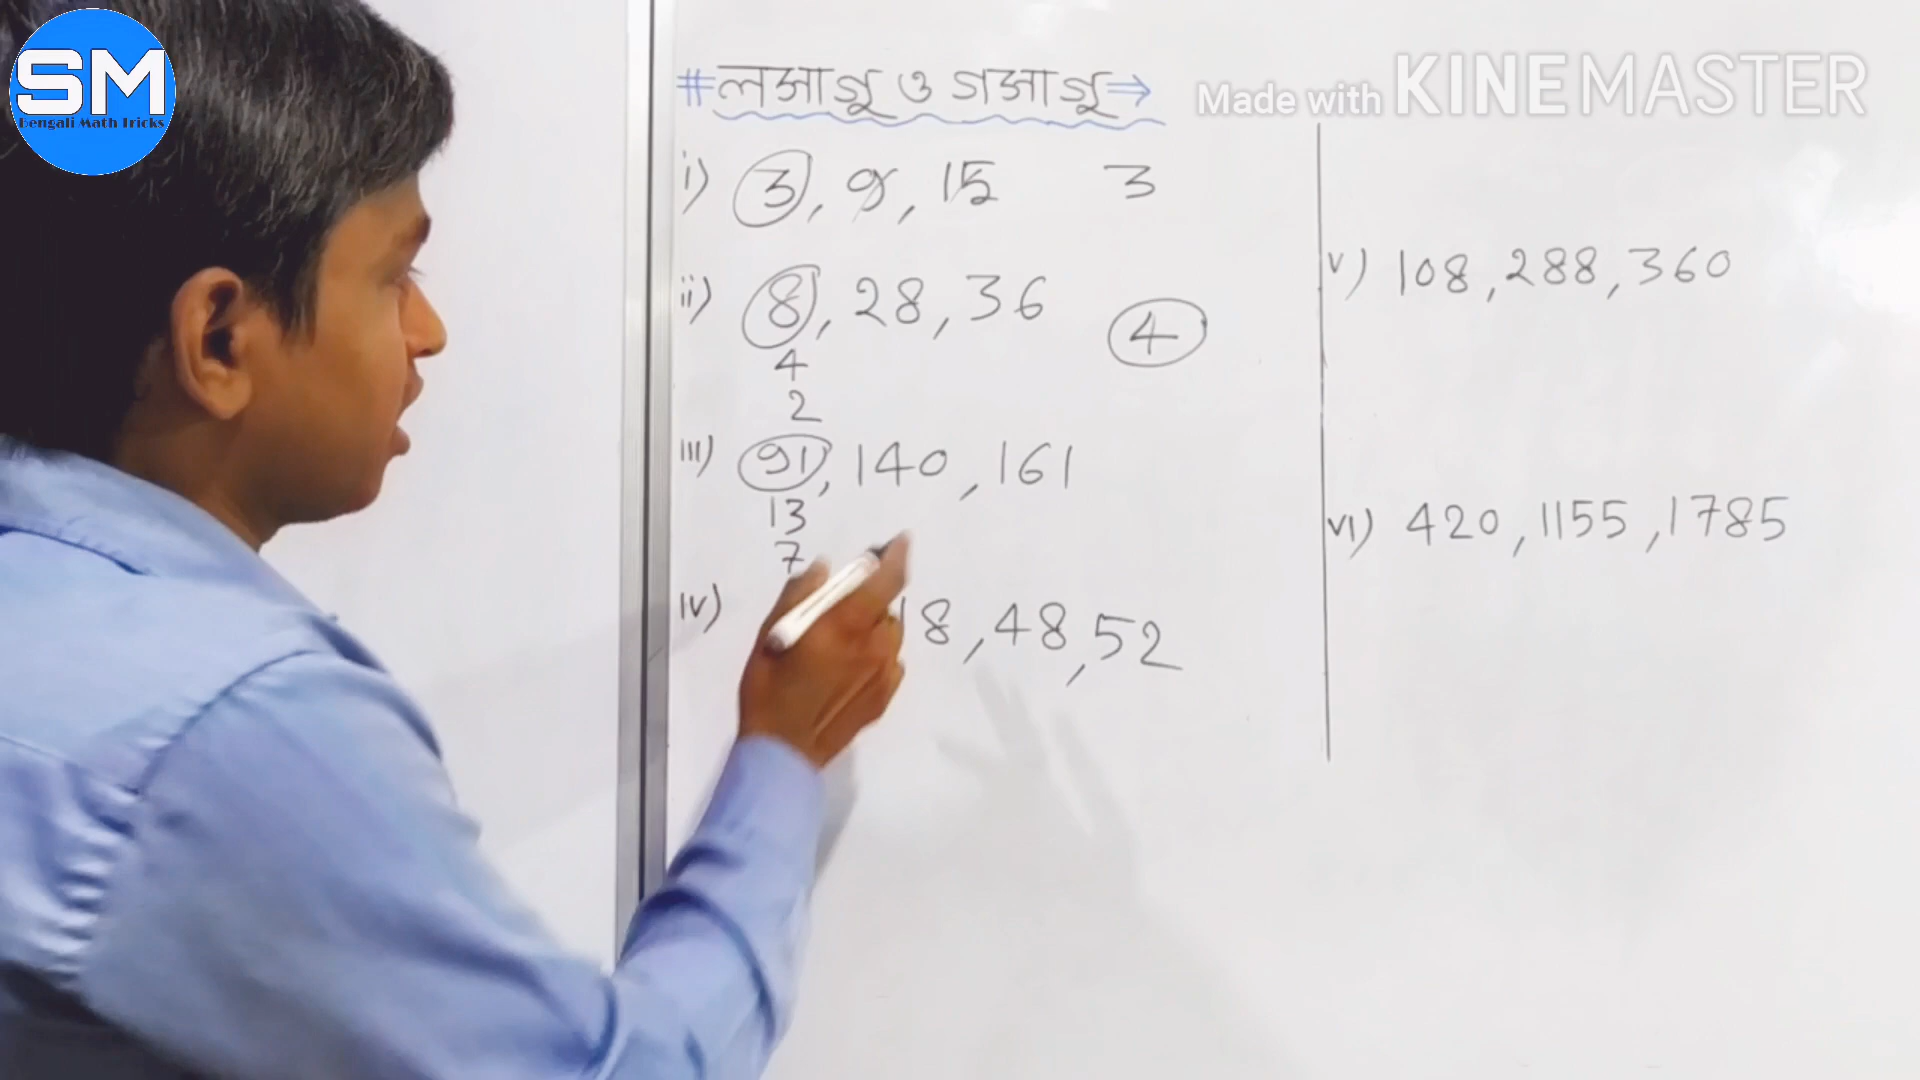 SM
Bengali Math Tricks
Made with KINEMASTER
#লসাগু ও গসাগু⇒
i) 3, 9, 15 3
ii) 8, 28, 36
4
4
2
iii) 91, 140, 161
13
7
iv) 18, 48, 52
v) 108, 288, 360
vi) 420, 1155, 1785